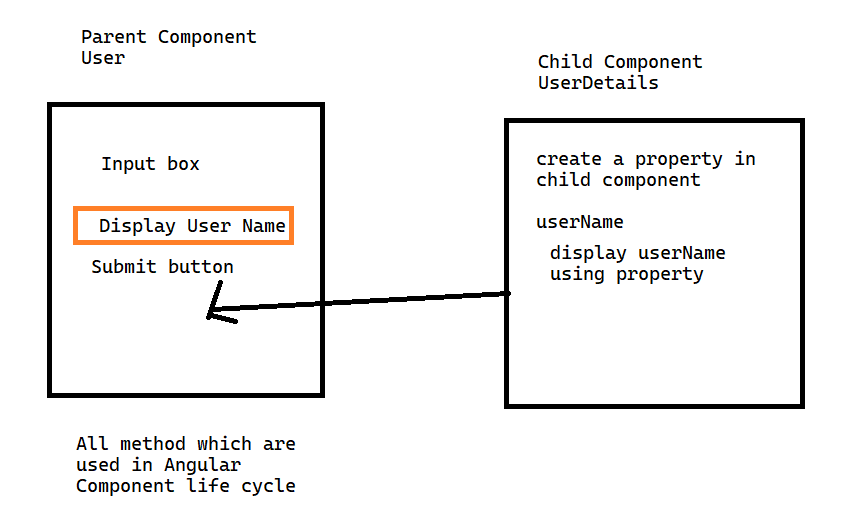 Parent Component
User
Input box
Display User Name
Submit button
All method which are
used in Angular
Component life cycle
Child Component
UserDetails
create a property in
child component
userName
display userName
using property